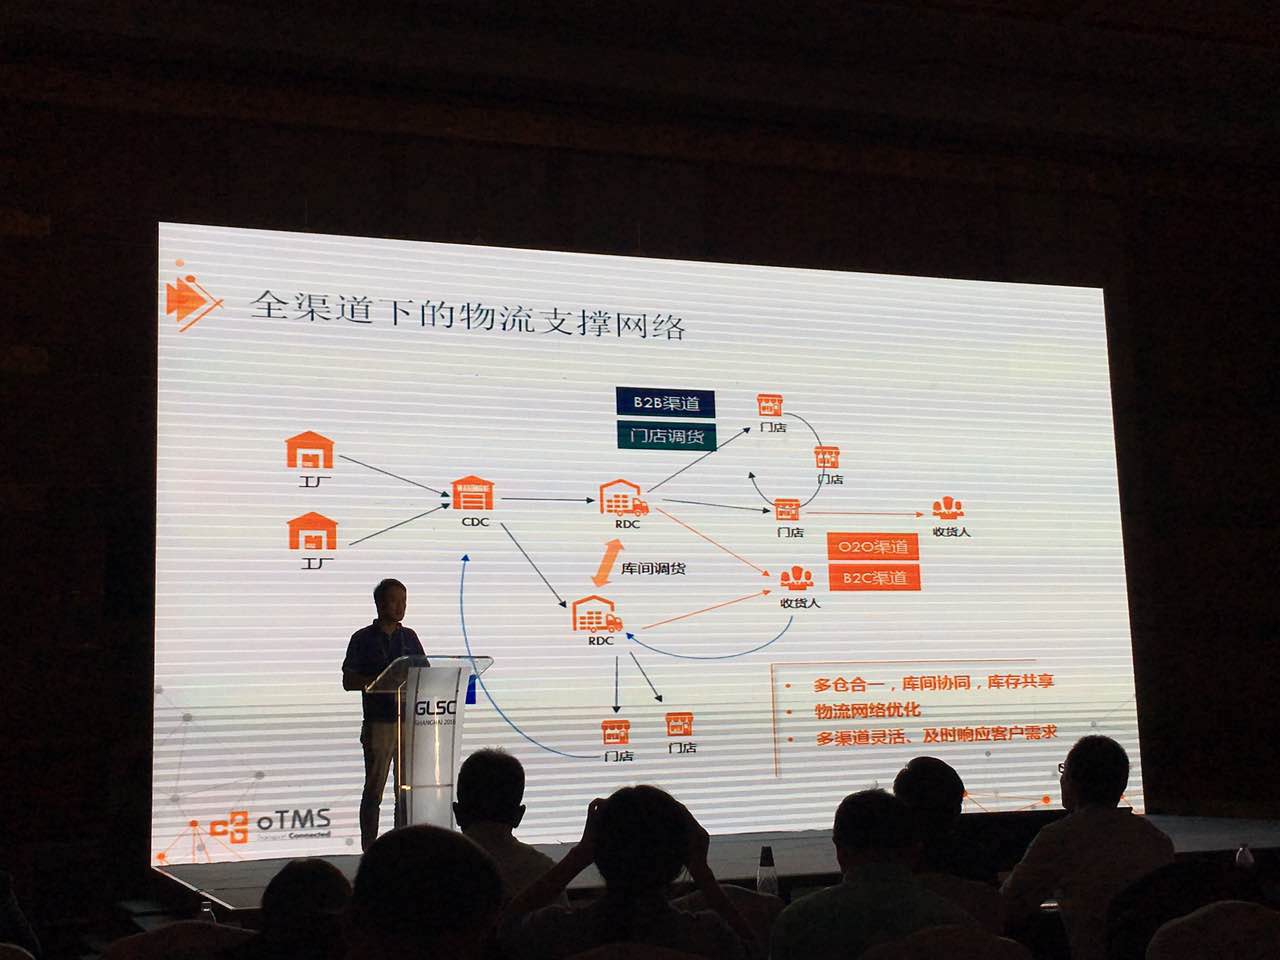 全渠道下的物流支撑网络
B2B渠道
门店调货
门店
门店
工厂
CDC
RDC
门店
收货人
工厂
O2O渠道
库间调货
B2C渠道
收货人
RDC
多仓合一，库间协同，库存共享
物流网络优化
多渠道灵活、及时响应客户需求
门店
门店
GLSC
SHANGHAI 2016
oTMS
Transport Connected